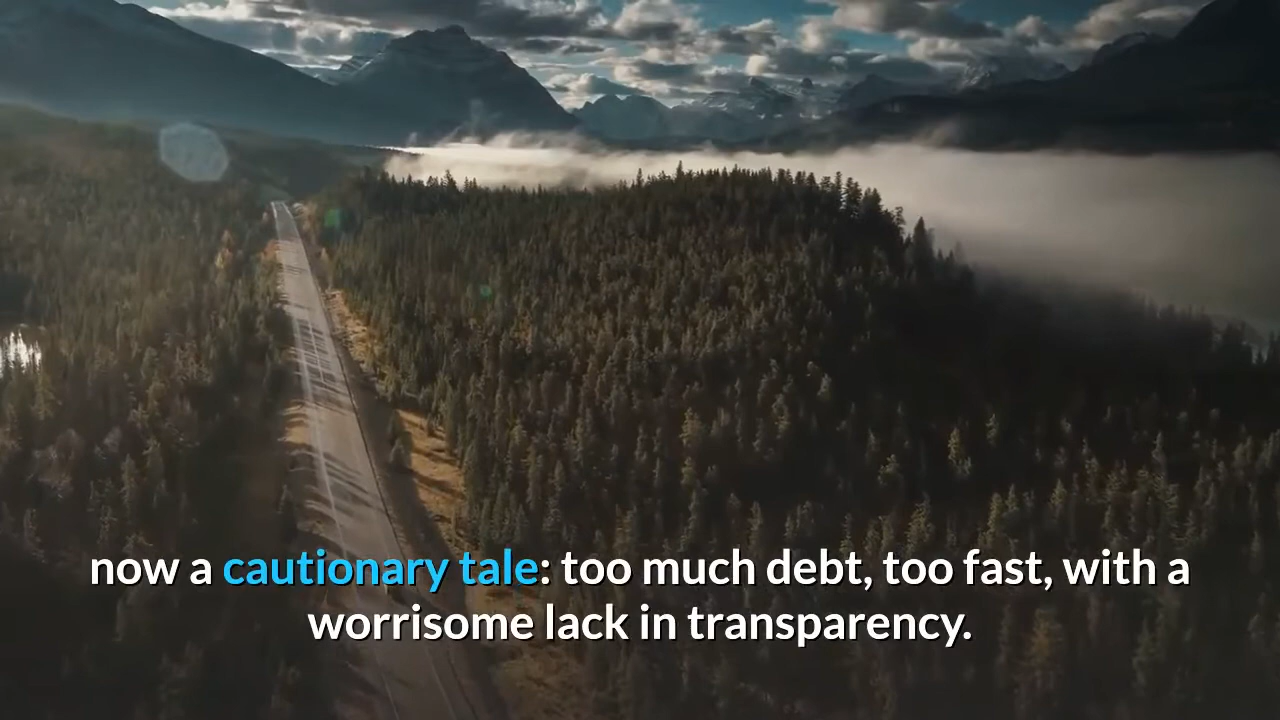 now a cautionary tale: too much debt, too fast, with a
worrisome lack in transparency.